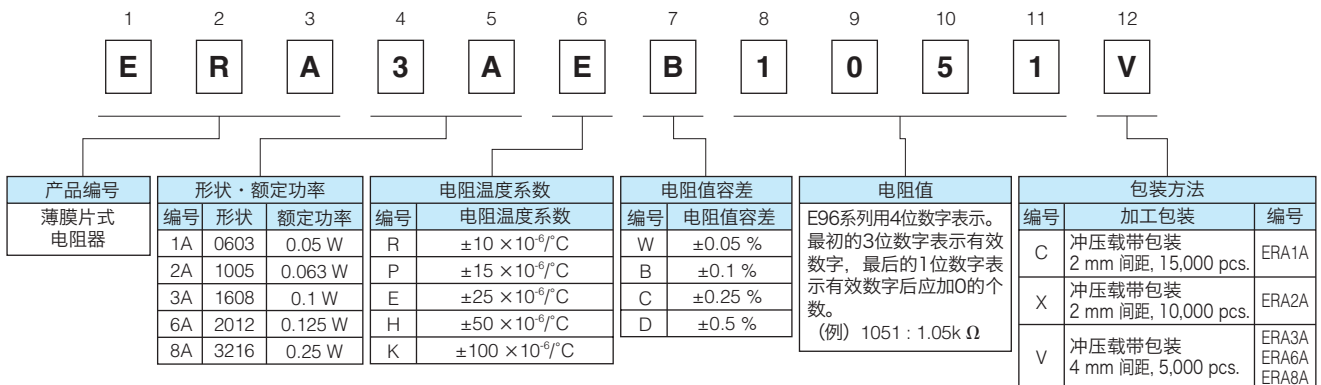 1 2 3 4 5 6 7 8 9 10 11 12
E R A 3 A E B 1 0 5 1 V
产品编号
薄膜片式
电阻器
形状・额定功率
编号 形状 额定功率
1A 0603 0.05 W
2A 1005 0.063 W
3A 1608 0.1 W
6A 2012 0.125 W
8A 3216 0.25 W
电阻温度系数
编号 电阻温度系数
R ±10 ×10⁻⁶/°C
P ±15 ×10⁻⁶/°C
E ±25 ×10⁻⁶/°C
H ±50 ×10⁻⁶/°C
K ±100 ×10⁻⁶/°C
电阻值容差
编号 电阻值容差
W ±0.05 %
B ±0.1 %
C ±0.25 %
D ±0.5 %
电阻值
E96系列用4位数字表示。
最初的3位数字表示有效
数字，最后的1位数字表
示有效数字后应加0的个
数。
（例）1051 : 1.05k Ω
包装方法
编号 加工包装 编号
C 冲压载带包装 ERA1A
2 mm 间距, 15,000 pcs.
X 冲压载带包装 ERA2A
2 mm 间距, 10,000 pcs.
V 冲压载带包装 ERA3A
4 mm 间距, 5,000 pcs. ERA6A
ERA8A